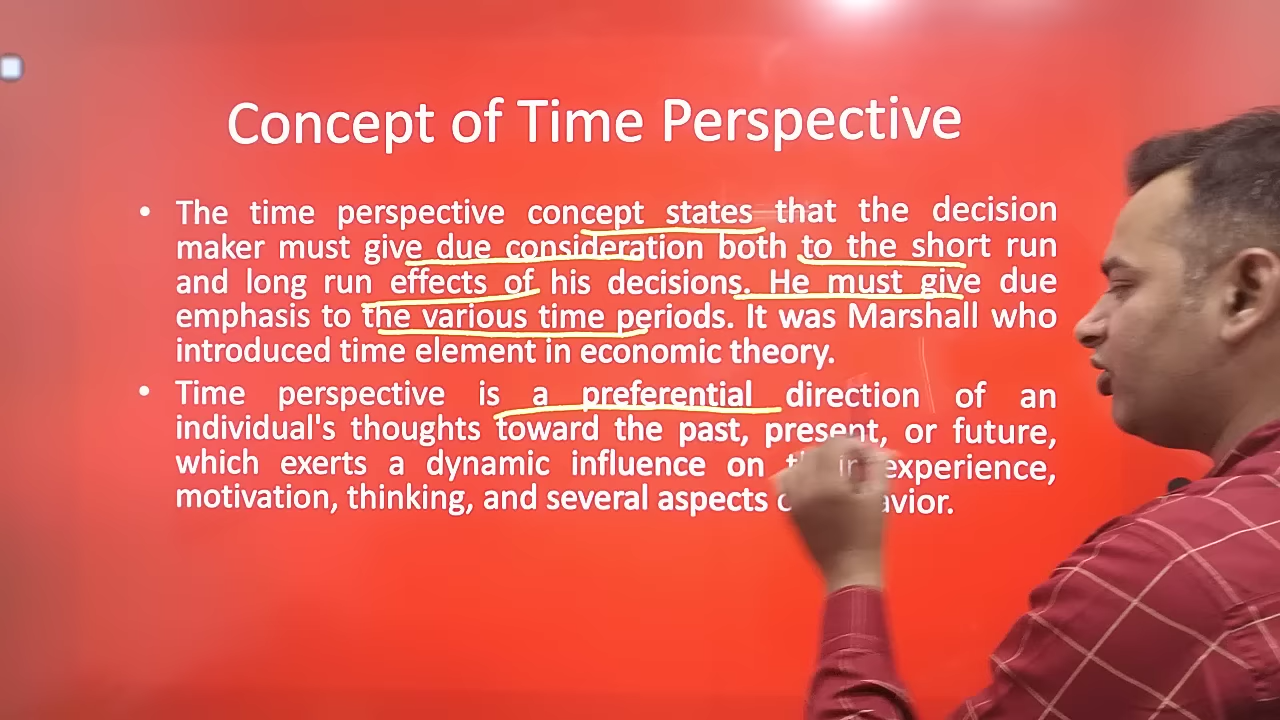 Concept of Time Perspective
• The time perspective concept states that the decision
maker must give due consideration both to the short run
and long run effects of his decisions. He must give due
emphasis to the various time periods. It was Marshall who
introduced time element in economic theory.
• Time perspective is a preferential direction of an
individual's thoughts toward the past, present, or future,
which exerts a dynamic influence on experience,
motivation, thinking, and several aspects